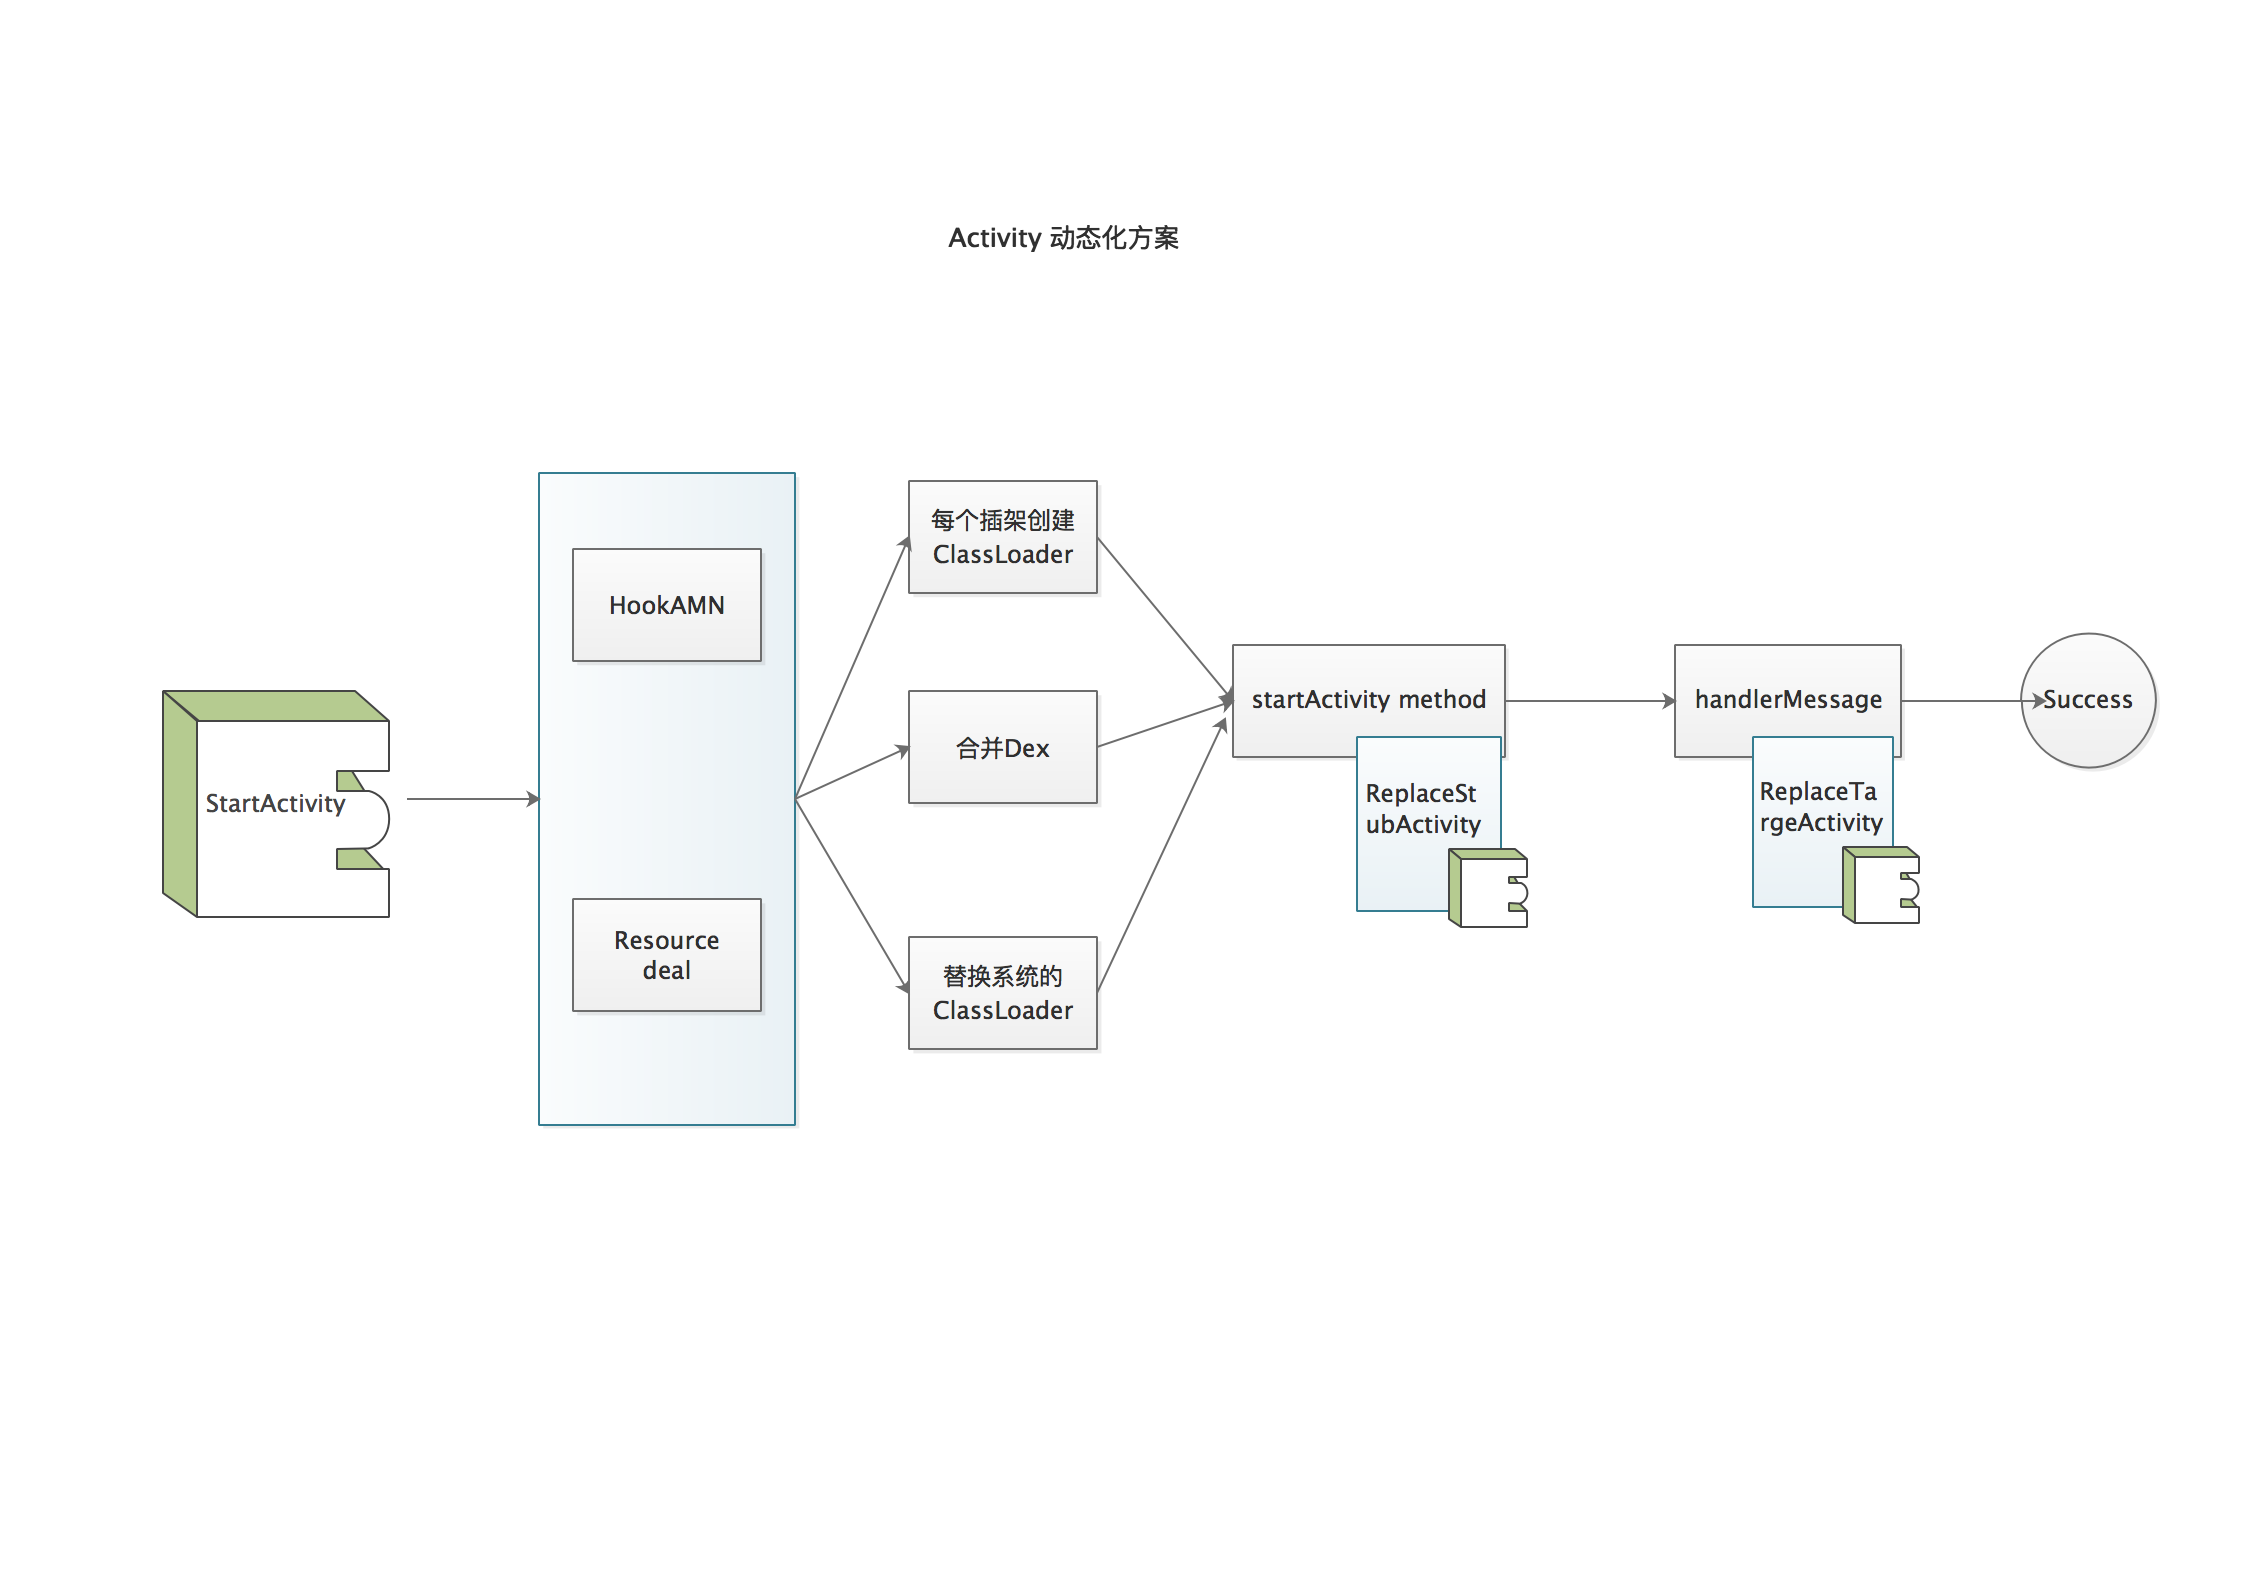 Activity 动态化方案
StartActivity
HookAMN
Resource
deal
每个插架创建
ClassLoader
合并Dex
替换系统的
ClassLoader
startActivity method
ReplaceSt
ubActivity
handlerMessage
ReplaceTa
rgeActivity
Success